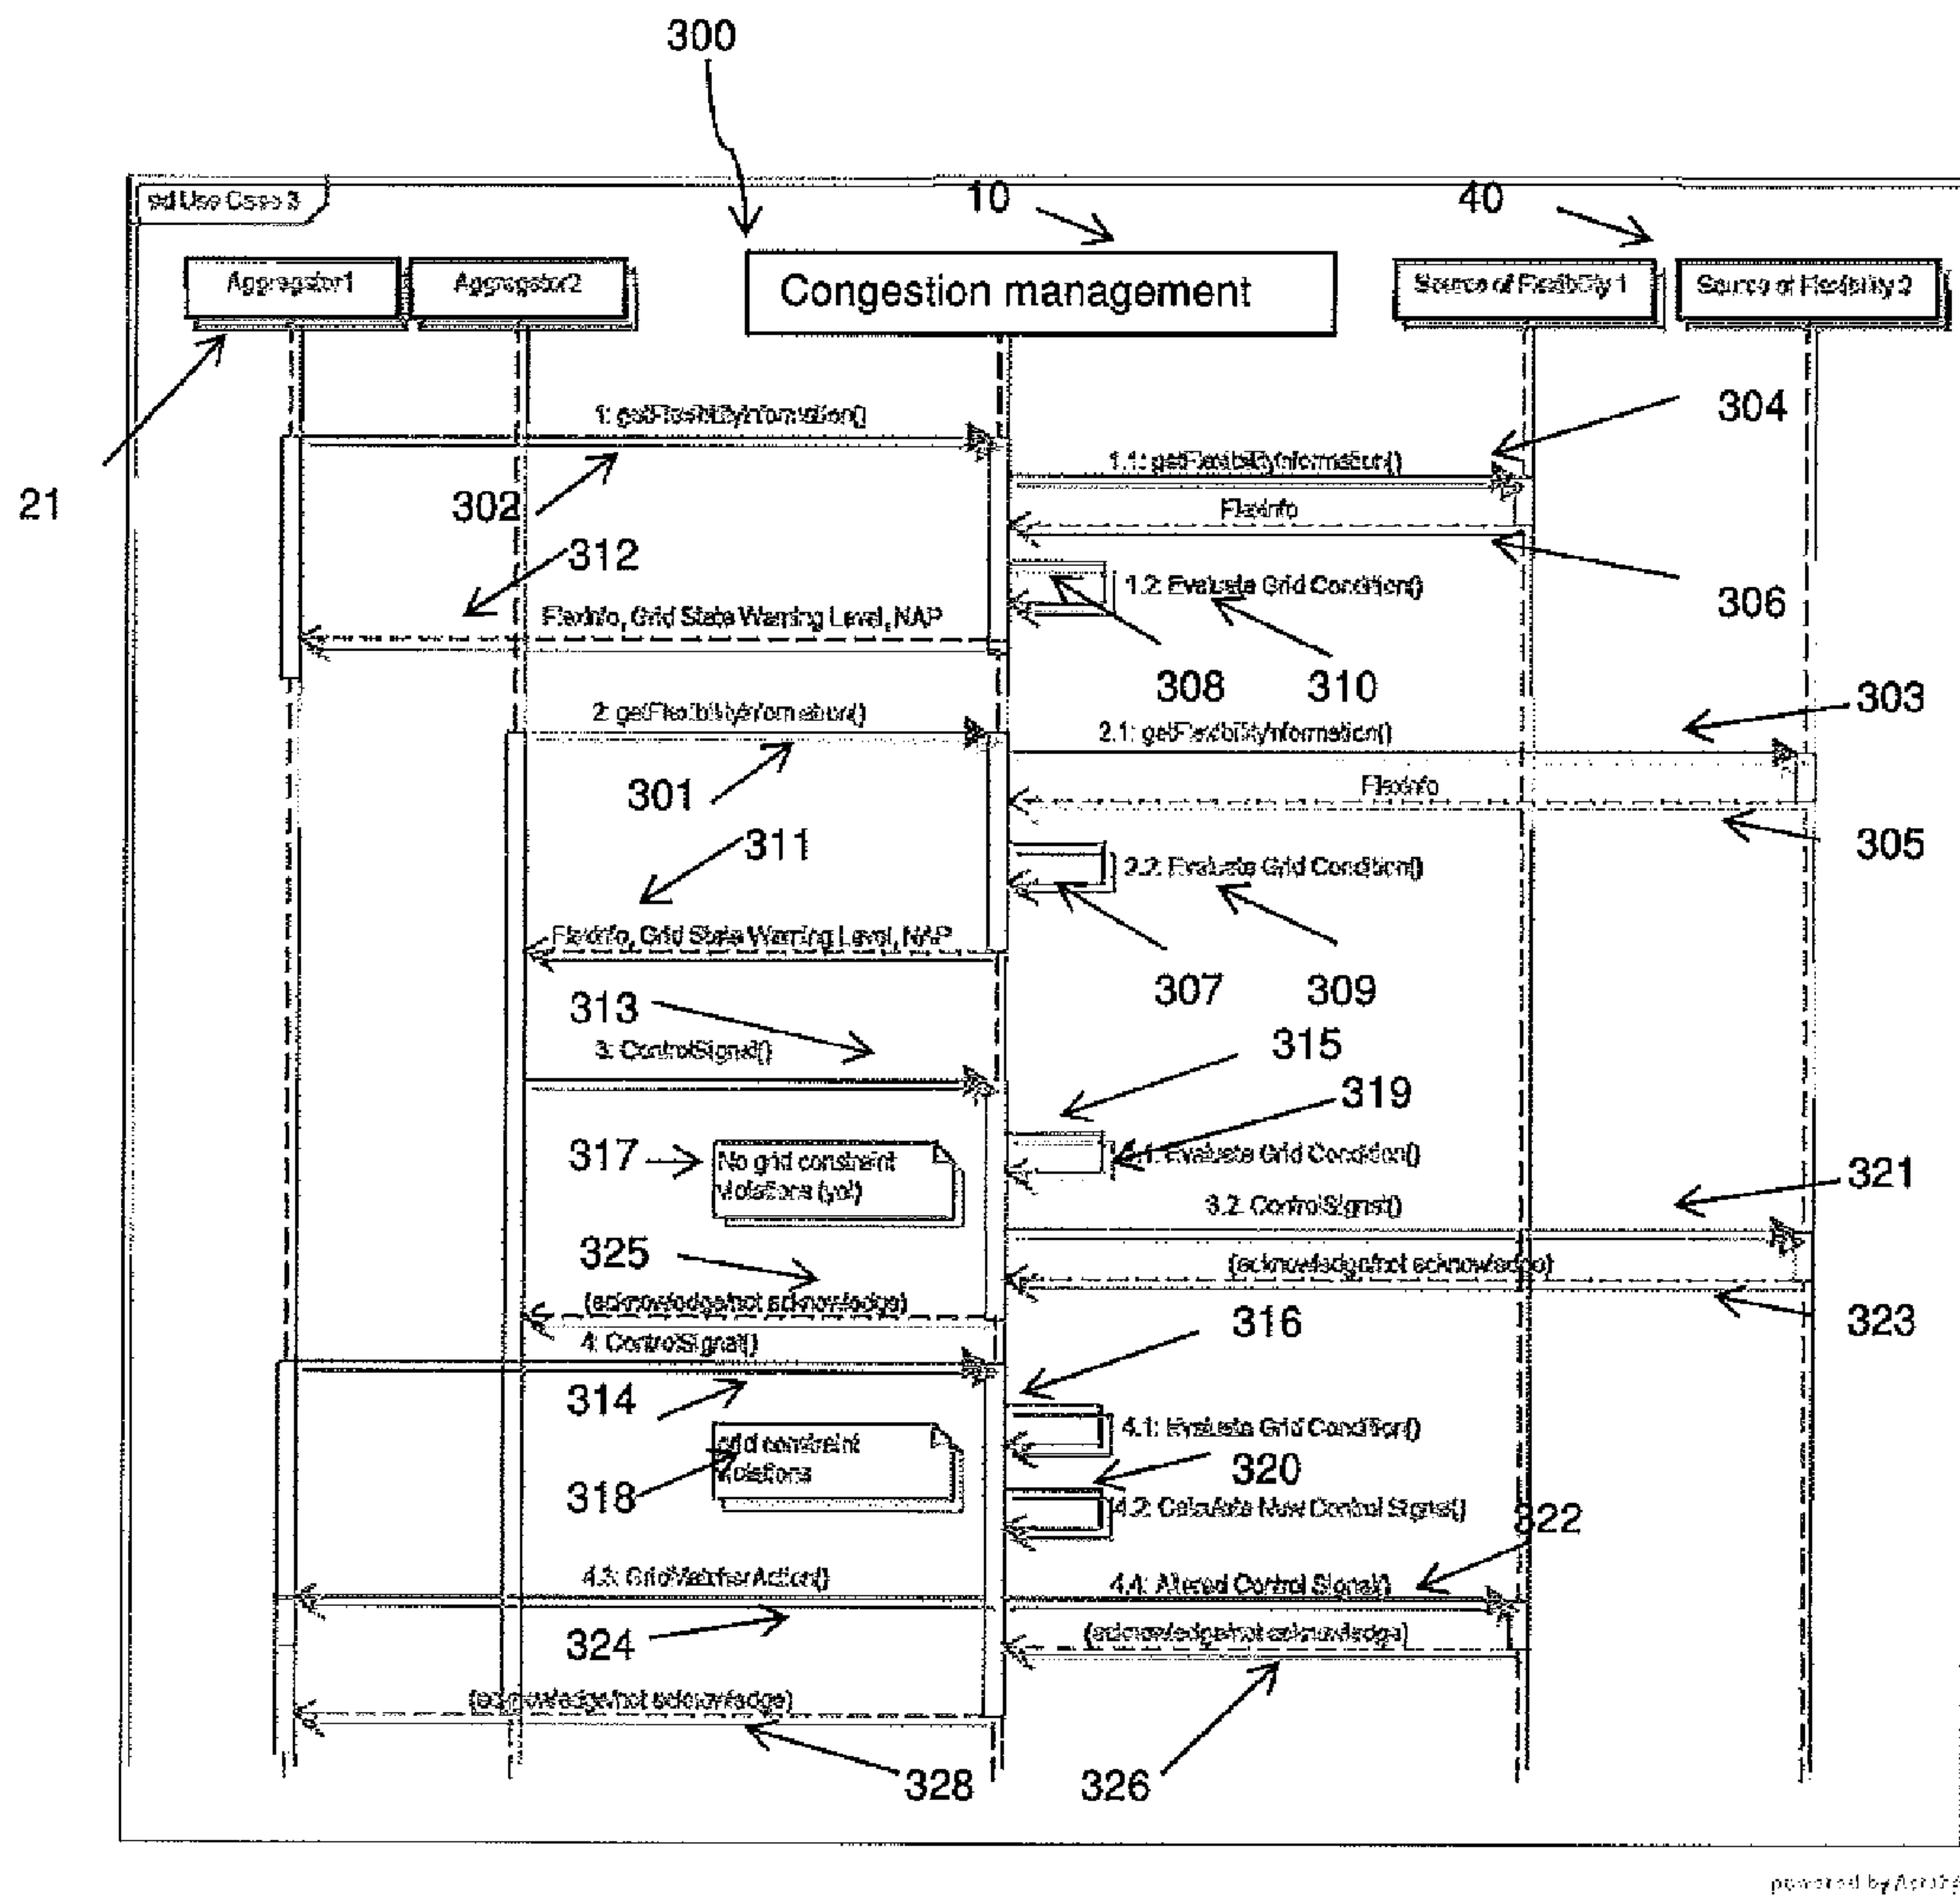 300
sd Use Case 3
10
40
Aggregator1
Aggregator2
Congestion management
Source of Flexibility 1
Source of Flexibility 2
21
1: getFlexibilityInformation()
304
302
1.1: getFlexibilityInformation()
FlexInfo
312
1.2: Evaluate Grid Condition()
306
FlexInfo, Grid State Warning Level, NAP
308
310
2: getFlexibilityInformation()
303
2.1: getFlexibilityInformation()
301
FlexInfo
311
305
2.2: Evaluate Grid Condition()
FlexInfo, Grid State Warning Level, NAP
307
309
313
3: ControlSignal()
315
319
317
No grid constraint
violations (yet)
Evaluate Grid Condition()
321
3.2: ControlSignal()
325
(acknowledge/not acknowledge)
(acknowledge/not acknowledge)
316
323
4: ControlSignal()
314
4.1: Evaluate Grid Condition()
grid constraint
violations
318
320
4.2: Calculate New Control Signal()
322
4.3: GridMatcherAction()
4.4: Altered Control Signal()
324
(acknowledge/not acknowledge)
(acknowledge/not acknowledge)
328
326
powered by